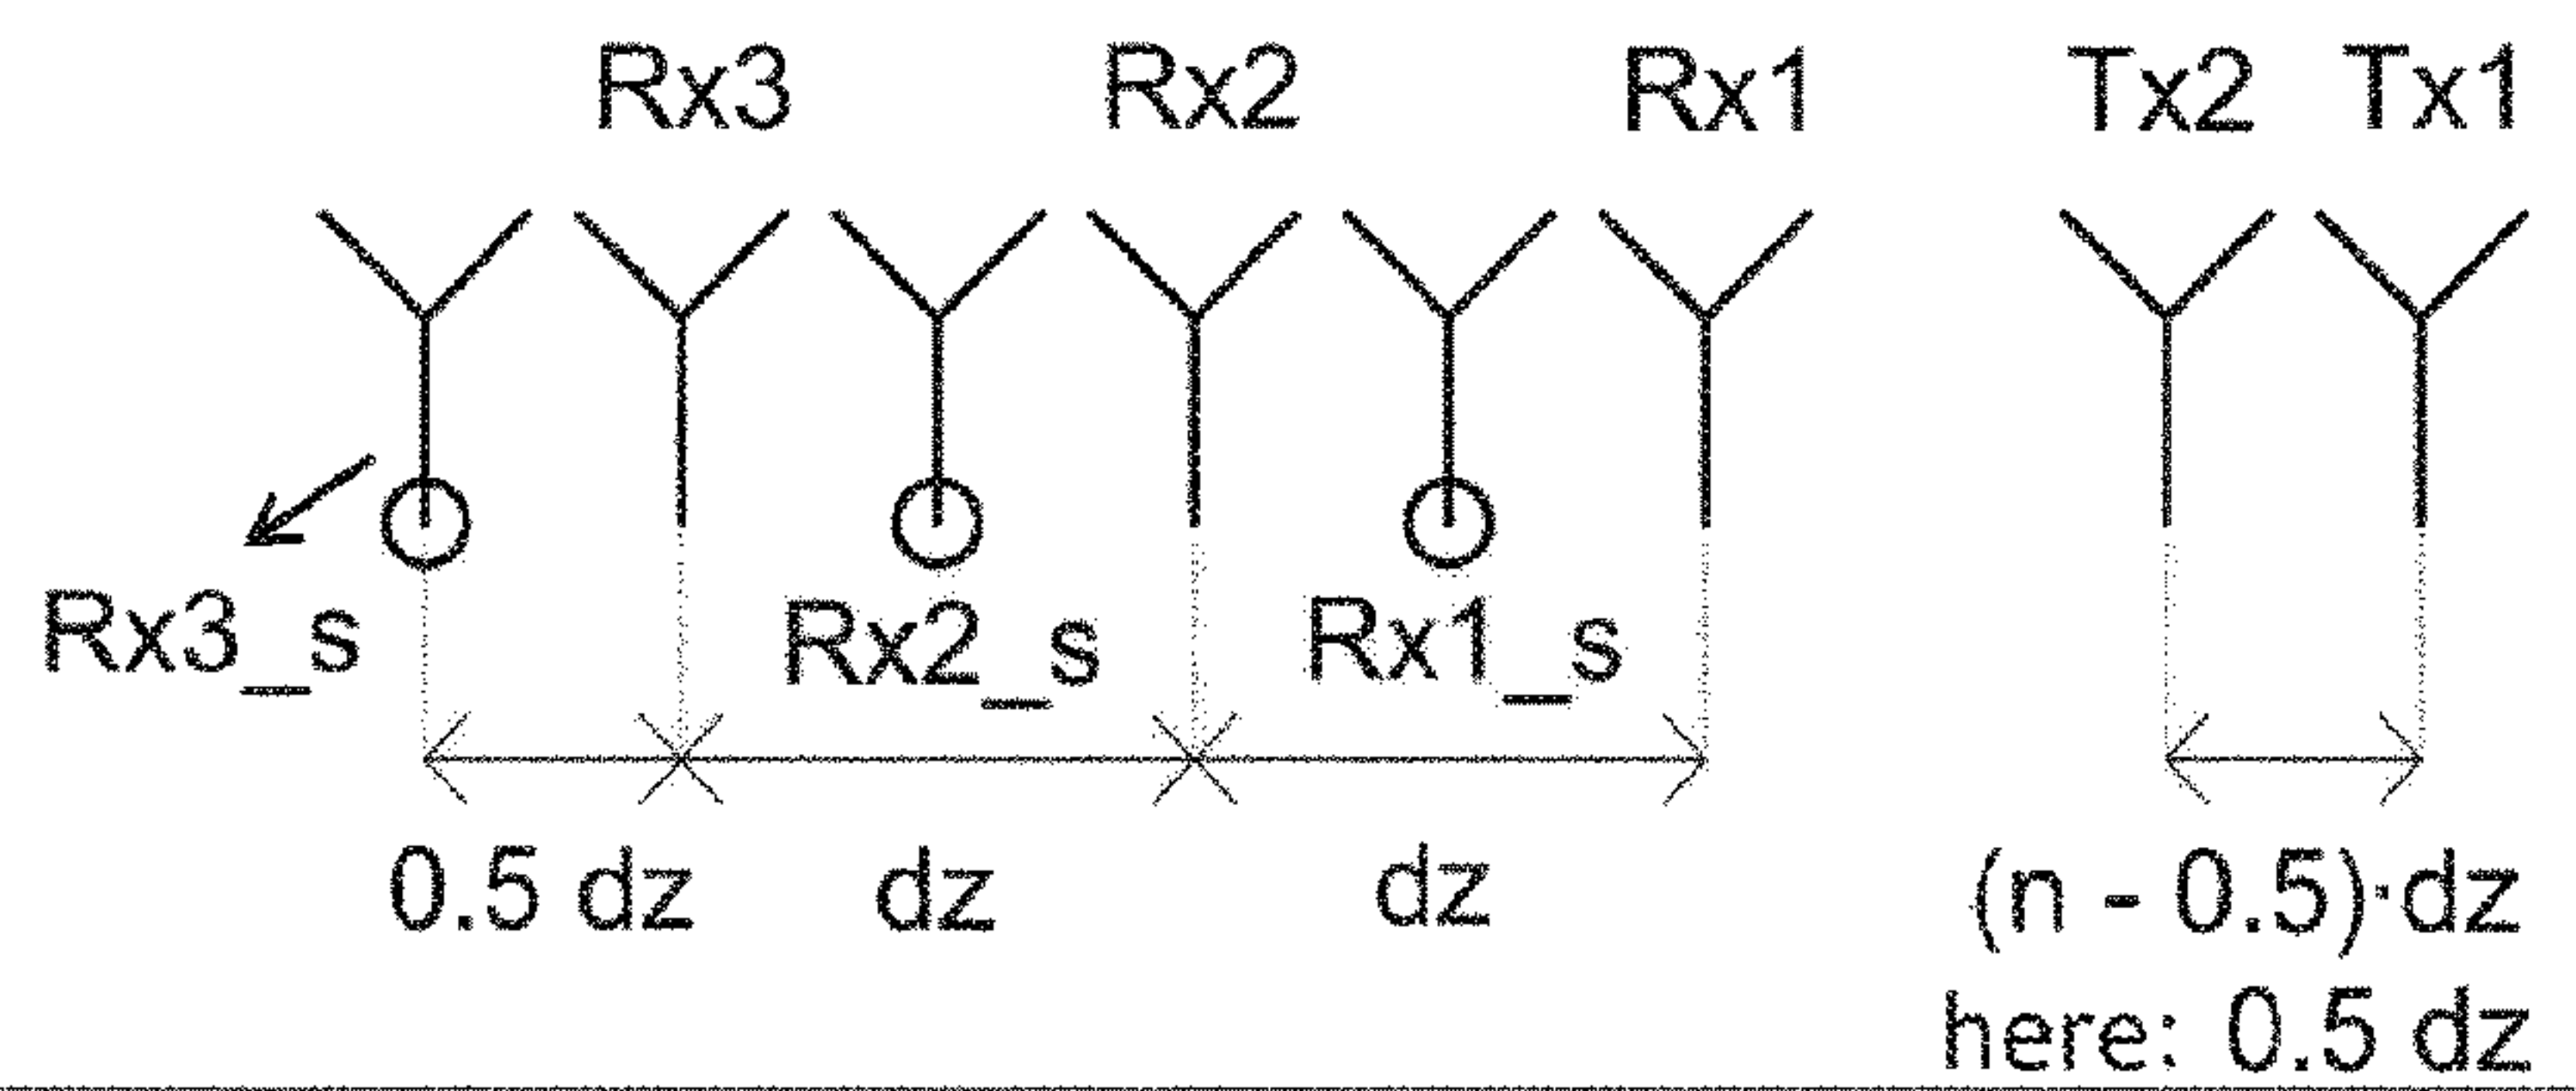 Rx3 Rx2 Rx1 Tx2 Tx1
Rx3_s Rx2_s Rx1_s
0.5 dz dz dz (n - 0.5)·dz
here: 0.5 dz